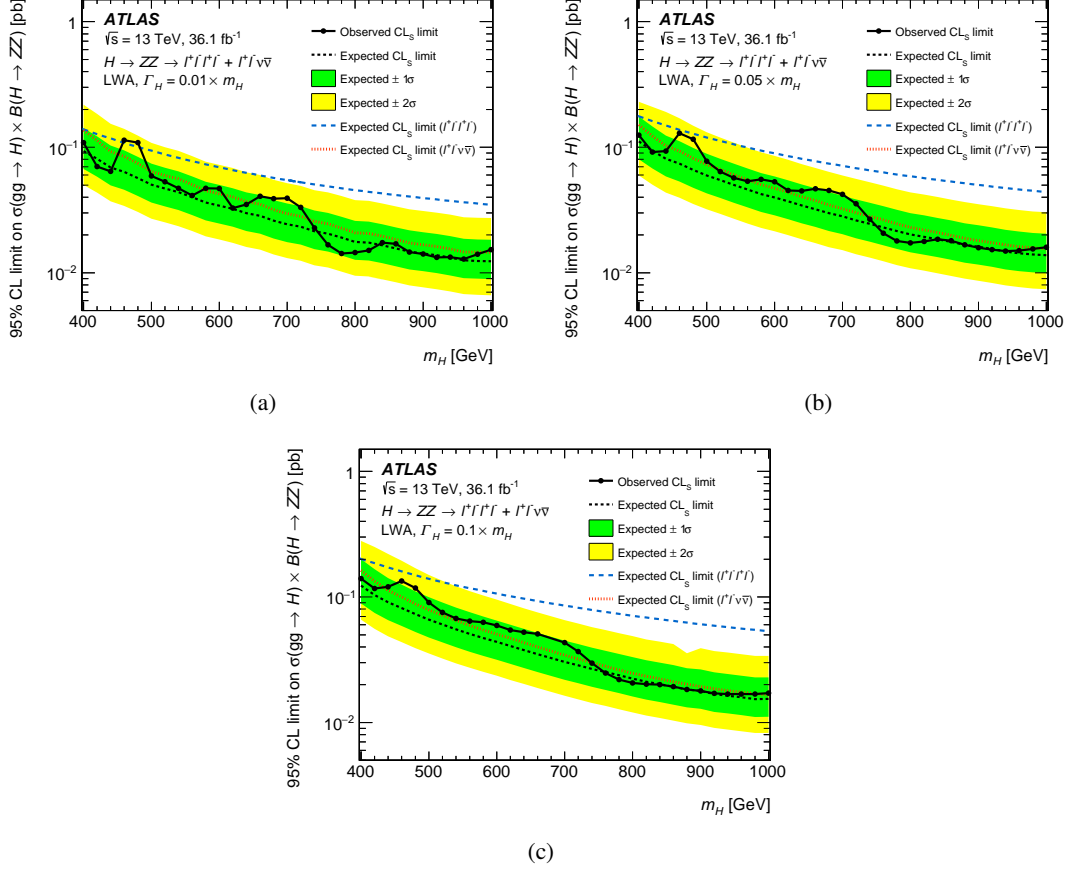 95% CL limit on σ(gg → H) × B(H → ZZ) [pb]
1
10⁻¹
10⁻²
ATLAS
√s = 13 TeV, 36.1 fb⁻¹
H → ZZ → l⁺l⁻l⁺l⁻ + l⁺l⁻νν̄
LWA, Γ_H = 0.01 × m_H
Observed CL_S limit
Expected CL_S limit
Expected ± 1σ
Expected ± 2σ
Expected CL_S limit (l⁺l⁻l⁺l⁻)
Expected CL_S limit (l⁺l⁻νν̄)
400 500 600 700 800 900 1000
m_H [GeV]
(a)
95% CL limit on σ(gg → H) × B(H → ZZ) [pb]
1
10⁻¹
10⁻²
ATLAS
√s = 13 TeV, 36.1 fb⁻¹
H → ZZ → l⁺l⁻l⁺l⁻ + l⁺l⁻νν̄
LWA, Γ_H = 0.05 × m_H
Observed CL_S limit
Expected CL_S limit
Expected ± 1σ
Expected ± 2σ
Expected CL_S limit (l⁺l⁻l⁺l⁻)
Expected CL_S limit (l⁺l⁻νν̄)
400 500 600 700 800 900 1000
m_H [GeV]
(b)
95% CL limit on σ(gg → H) × B(H → ZZ) [pb]
1
10⁻¹
10⁻²
ATLAS
√s = 13 TeV, 36.1 fb⁻¹
H → ZZ → l⁺l⁻l⁺l⁻ + l⁺l⁻νν̄
LWA, Γ_H = 0.1 × m_H
Observed CL_S limit
Expected CL_S limit
Expected ± 1σ
Expected ± 2σ
Expected CL_S limit (l⁺l⁻l⁺l⁻)
Expected CL_S limit (l⁺l⁻νν̄)
400 500 600 700 800 900 1000
m_H [GeV]
(c)